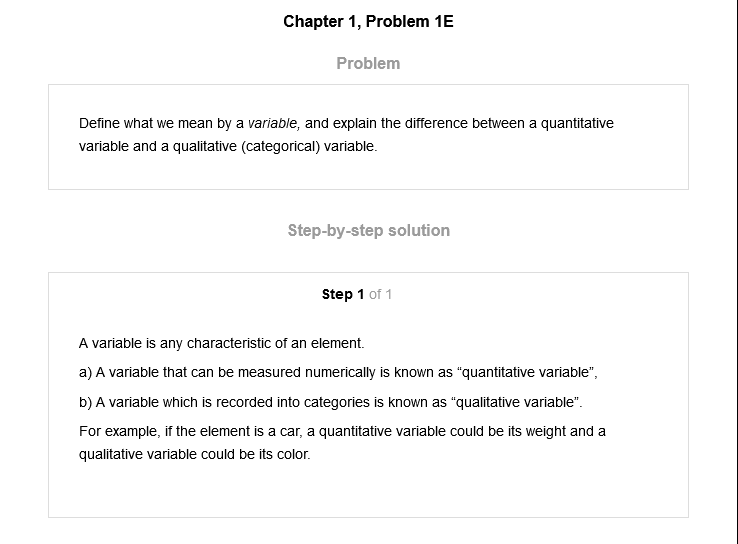 Chapter 1, Problem 1E
Problem
Define what we mean by a variable, and explain the difference between a quantitative
variable and a qualitative (categorical) variable.
Step-by-step solution
Step 1 of 1
A variable is any characteristic of an element.
a) A variable that can be measured numerically is known as “quantitative variable”,
b) A variable which is recorded into categories is known as “qualitative variable”.
For example, if the element is a car, a quantitative variable could be its weight and a
qualitative variable could be its color.